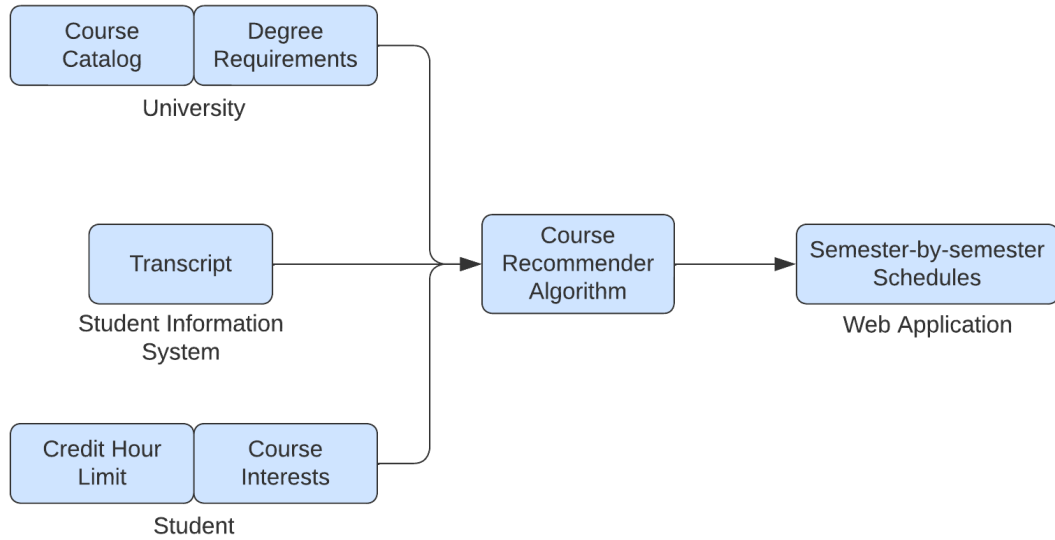 Course
Catalog
Degree
Requirements
University
Transcript
Student Information
System
Credit Hour
Limit
Course
Interests
Student
Course
Recommender
Algorithm
Semester-by-semester
Schedules
Web Application